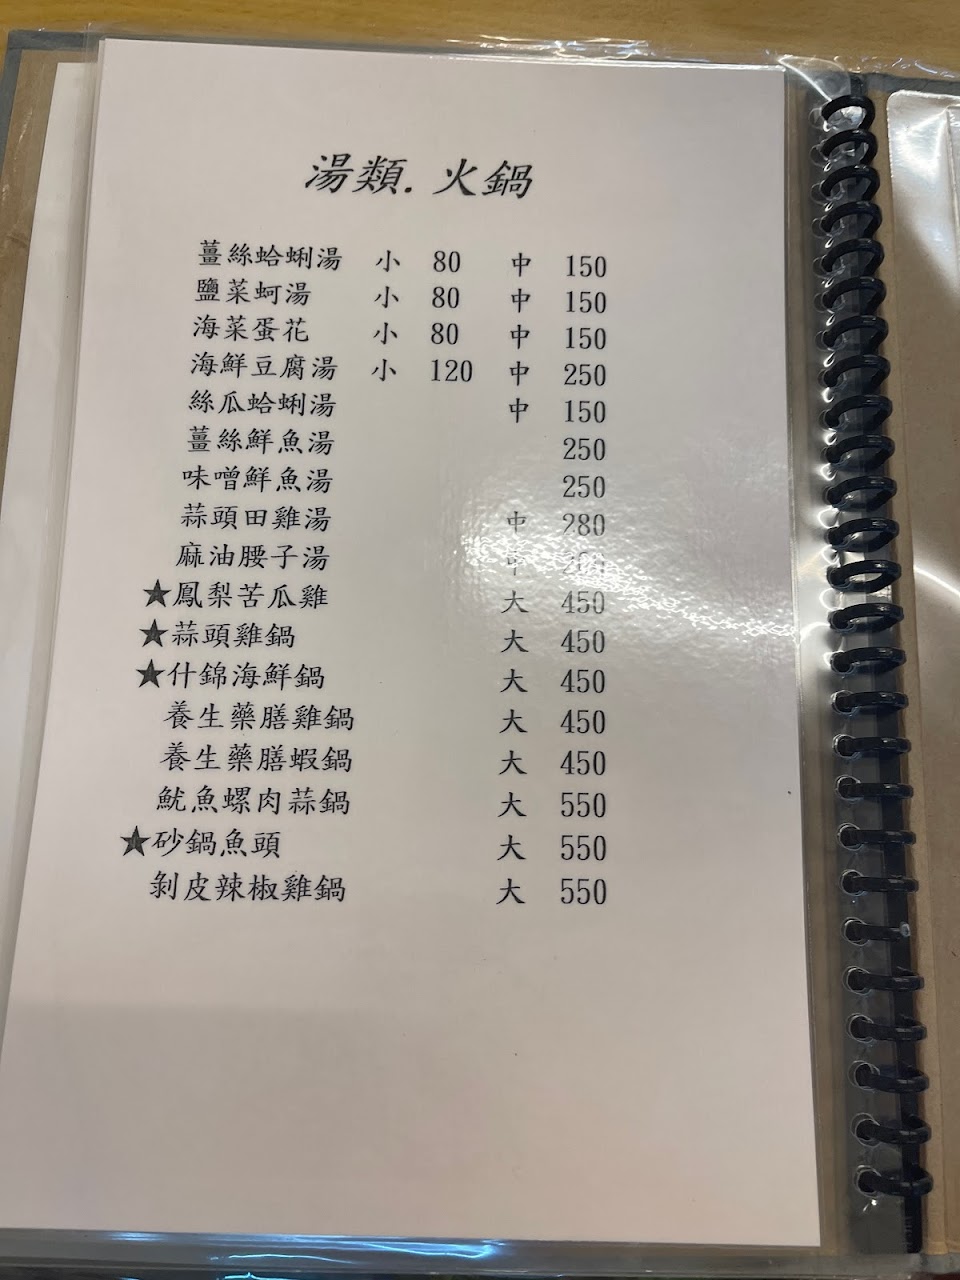 湯類.火鍋
薑絲蛤蜊湯 小 80 中 150
鹽菜蚵湯 小 80 中 150
海菜蛋花 小 80 中 150
海鮮豆腐湯 小 120 中 250
絲瓜蛤蜊湯 中 150
薑絲鮮魚湯 250
味噌鮮魚湯 250
蒜頭田雞湯 中 280
麻油腰子湯 中
★鳳梨苦瓜雞 大 450
★蒜頭雞鍋 大 450
★什錦海鮮鍋 大 450
養生藥膳雞鍋 大 450
養生藥膳蝦鍋 大 450
魷魚螺肉蒜鍋 大 550
★砂鍋魚頭 大 550
剝皮辣椒雞鍋 大 550